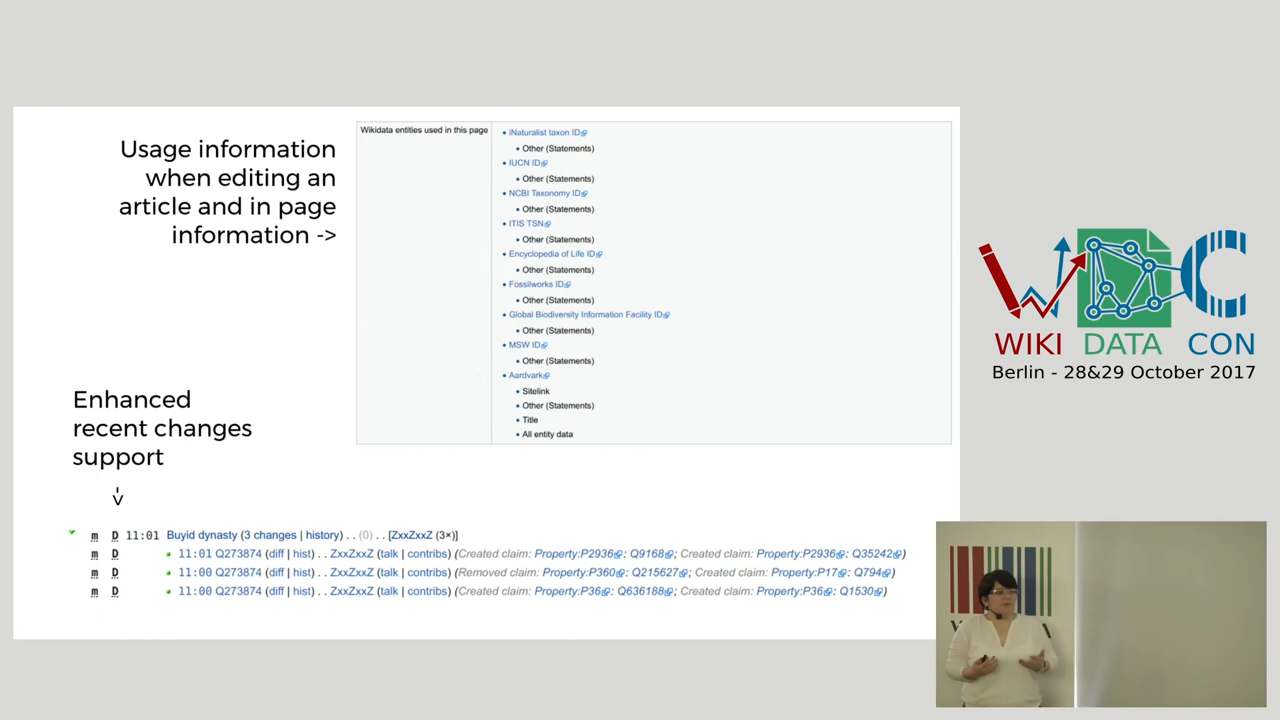 Usage information
when editing an
article and in page
information ->
Wikidata entities used in this page
iNaturalist taxon ID
Other (Statements)
IUCN ID
Other (Statements)
NCBI Taxonomy ID
Other (Statements)
ITIS TSN
Other (Statements)
Encyclopedia of Life ID
Other (Statements)
Fossilworks ID
Other (Statements)
Global Biodiversity Information Facility ID
Other (Statements)
MSW ID
Other (Statements)
Aardvark
Sitelink
Other (Statements)
Title
All entity data
Enhanced
recent changes
support
m D 11:01 Buyid dynasty (3 changes | history) . . (0) . . [ZxxZxxZ (3×)]
m D 11:01 Q273874 (diff | hist) . . ZxxZxxZ (talk | contribs) (Created claim: Property:P2936: Q9168; Created claim: Property:P2936: Q35242)
m D 11:00 Q273874 (diff | hist) . . ZxxZxxZ (talk | contribs) (Removed claim: Property:P360: Q215627; Created claim: Property:P17: Q794)
m D 11:00 Q273874 (diff | hist) . . ZxxZxxZ (talk | contribs) (Created claim: Property:P36: Q636188; Created claim: Property:P36: Q1530)
WDC
WIKI DATA CON
Berlin - 28&29 October 2017